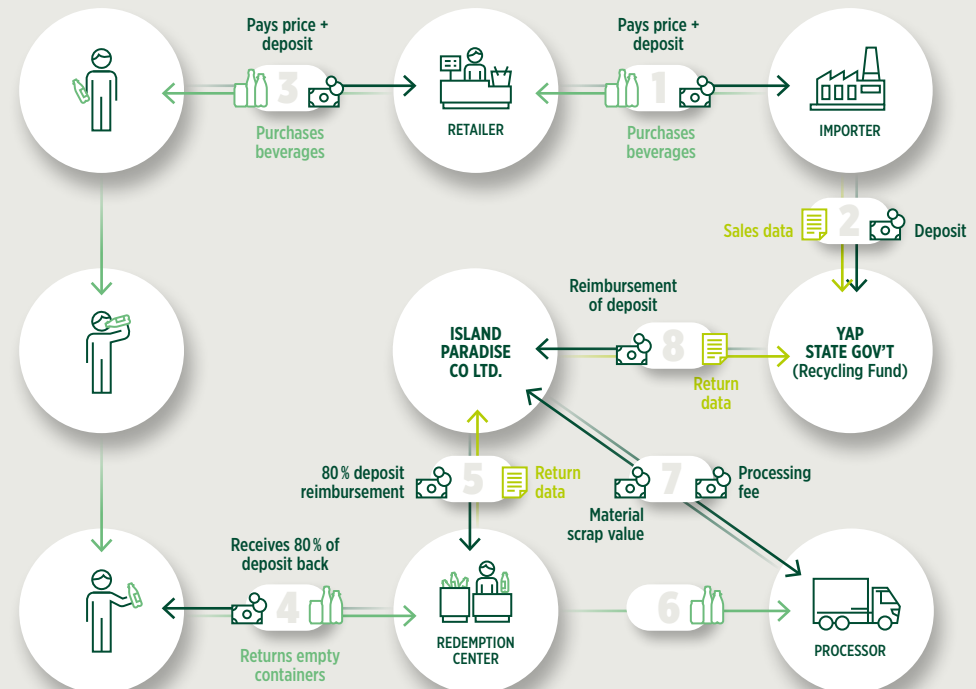 Pays price +
deposit
3
Purchases
beverages
RETAILER
Pays price +
deposit
1
Purchases
beverages
IMPORTER
Sales data
2
Deposit
ISLAND
PARADISE
CO LTD.
Reimbursement
of deposit
8
Return
data
YAP
STATE GOV'T
(Recycling Fund)
80% deposit
reimbursement
5
Return
data
7
Material
scrap value
Processing
fee
Receives 80% of
deposit back
4
Returns empty
containers
REDEMPTION
CENTER
6
PROCESSOR